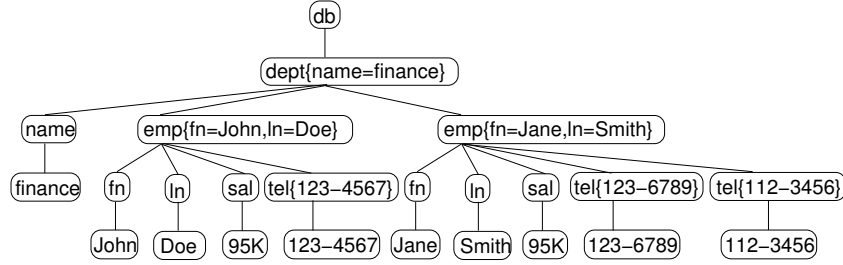 db
dept{name=finance}
name emp{fn=John,ln=Doe} emp{fn=Jane,ln=Smith}
finance fn ln sal tel{123−4567} fn ln sal tel{123−6789} tel{112−3456}
John Doe 95K 123−4567 Jane Smith 95K 123−6789 112−3456